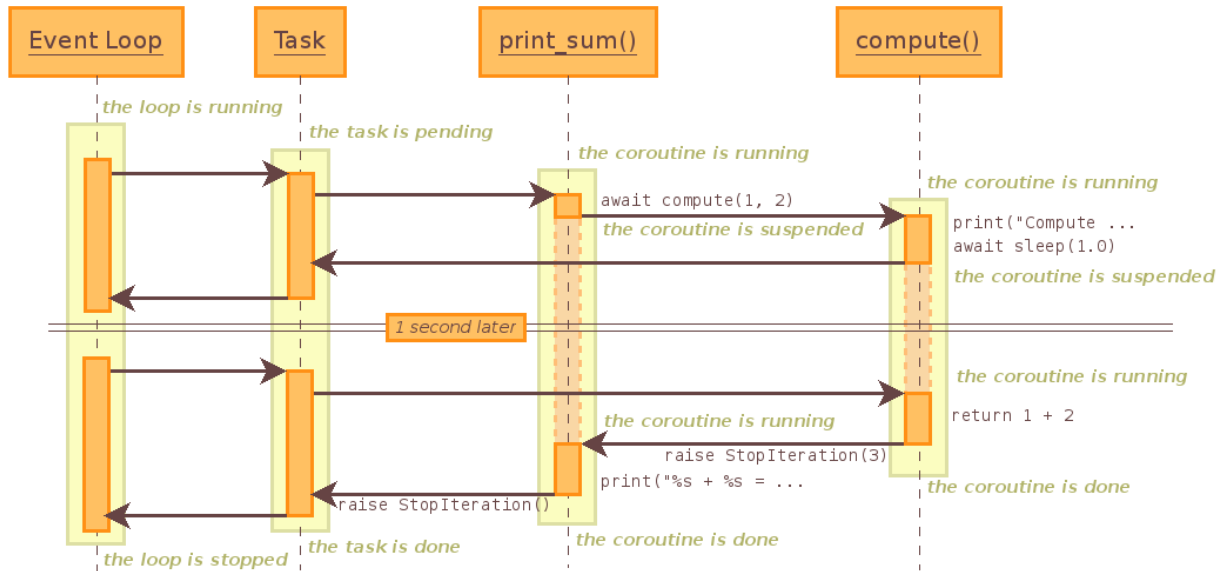 Event Loop
Task
print_sum()
compute()
the loop is running
the task is pending
the coroutine is running
the coroutine is running
await compute(1, 2)
print("Compute ...
the coroutine is suspended
await sleep(1.0)
the coroutine is suspended
1 second later
the coroutine is running
return 1 + 2
the coroutine is running
raise StopIteration(3)
print("%s + %s = ...
the coroutine is done
raise StopIteration()
the coroutine is done
the task is done
the loop is stopped